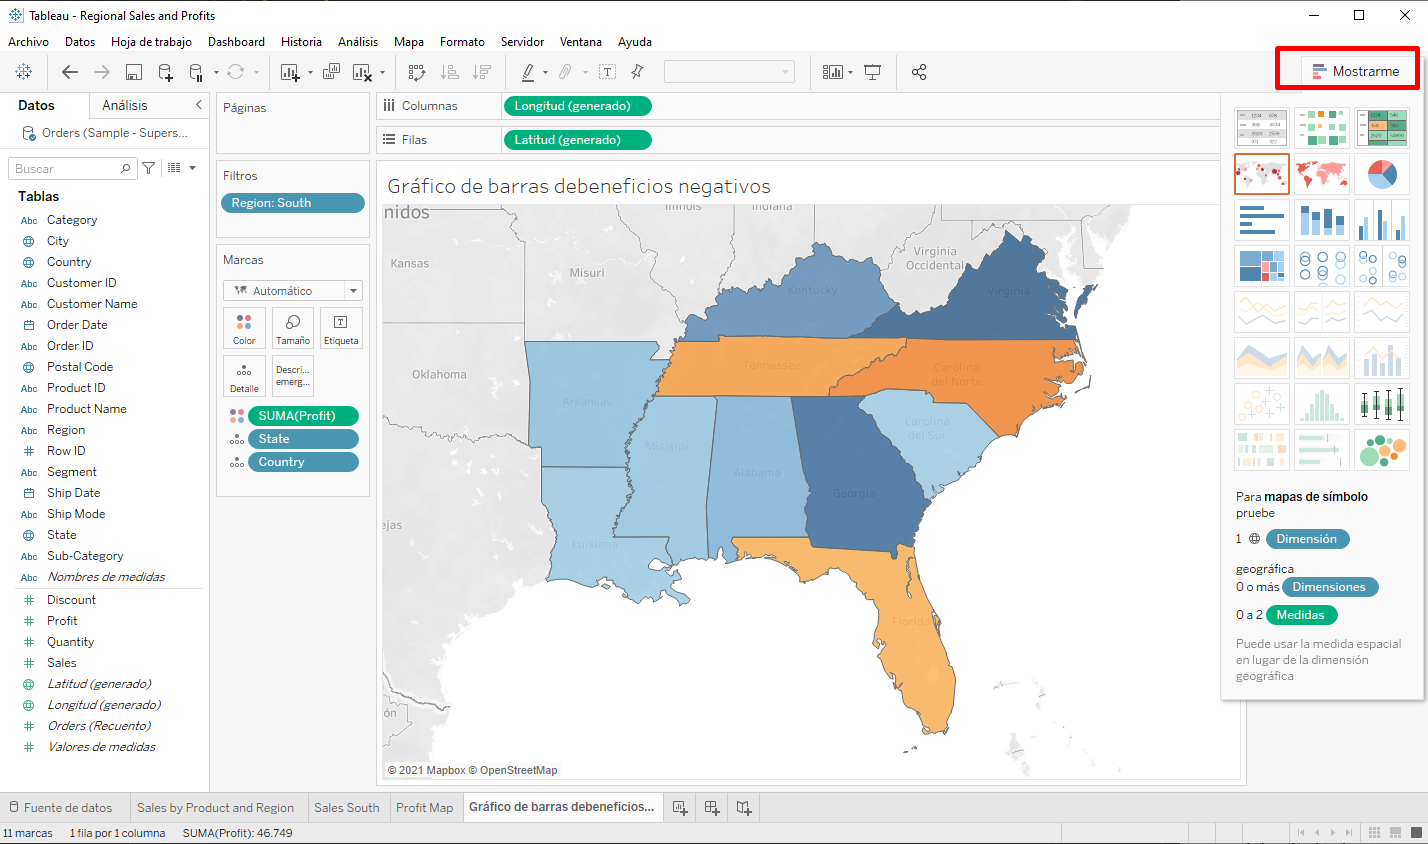 Tableau - Regional Sales and Profits
Archivo Datos Hoja de trabajo Dashboard Historia Análisis Mapa Formato Servidor Ventana Ayuda
Mostrarme
Datos Análisis
Orders (Sample - Supers...
Buscar
Tablas
Abc Category
City
Country
Abc Customer ID
Abc Customer Name
Order Date
Abc Order ID
Postal Code
Abc Product ID
Abc Product Name
Abc Region
Row ID
Abc Segment
Ship Date
Abc Ship Mode
State
Abc Sub-Category
Abc Nombres de medidas
Discount
Profit
Quantity
Sales
Latitud (generado)
Longitud (generado)
Orders (Recuento)
Valores de medidas
Páginas
Filtros
Region: South
Marcas
Automático
Color Tamaño Etiqueta
Detalle
Descri...
emerg...
SUMA(Profit)
State
Country
Columnas Longitud (generado)
Filas Latitud (generado)
Gráfico de barras debeneficios negativos
nidos
Illinois
Indiana
Kansas
Misuri
Virginia
Occidental
Kentucky
Virginia
Oklahoma
Tennessee
Carolina
del Norte
Arkansas
Carolina
del Sur
Misisipi
Alabama
Georgia
ejas
Luisiana
Florida
ón
© 2021 Mapbox © OpenStreetMap
Para mapas de símbolo
pruebe
1 Dimensión
geográfica
0 o más Dimensiones
0 a 2 Medidas
Puede usar la medida espacial
en lugar de la dimensión
geográfica
Fuente de datos Sales by Product and Region Sales South Profit Map Gráfico de barras debeneficios...
11 marcas 1 fila por 1 columna SUMA(Profit): 46.749